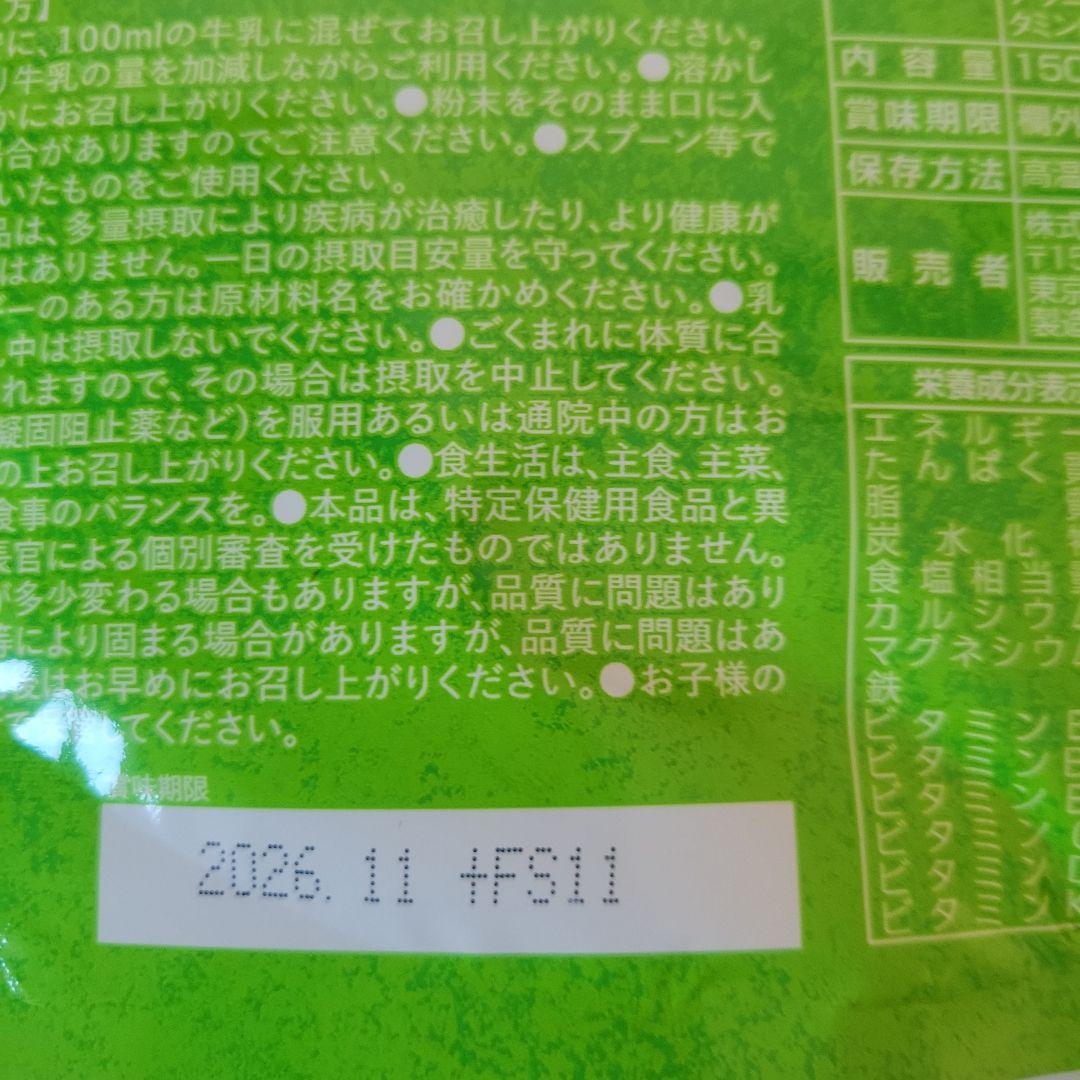 方】
に、100mlの牛乳に混ぜてお召し上がりください。
牛乳の量を加減しながらご利用ください。●溶かし
にお召し上がりください。●粉末をそのまま口に入
場合がありますのでご注意ください。●スプーン等で
いたものをご使用ください。
品は、多量摂取により疾病が治癒したり、より健康が
はありません。一日の摂取目安量を守ってください。
ーのある方は原材料名をお確かめください。●乳
中は摂取しないでください。●ごくまれに体質に合
れますので、その場合は摂取を中止してください。
凝固阻止薬など)を服用あるいは通院中の方はお
の上お召し上がりください。●食生活は、主食、主菜、
食事のバランスを。●本品は、特定保健用食品と異
長官による個別審査を受けたものではありません。
が多少変わる場合もありますが、品質に問題はあり
等により固まる場合がありますが、品質に問題はあ
はお早めにお召し上がりください。●お子様の
してください。
賞味期限
2026.11 +FS11
タミン
内容量 150
賞味期限 欄外
保存方法 高温
販売者 株式
〒15
東京
製造
栄養成分表示
エネルギー
たんぱく
脂
炭水化
食塩相当
カルシウム
マグネシウム
鉄
ビタミン
ビタミン
ビタミン
ビタミン
ビタミン
ビタミン